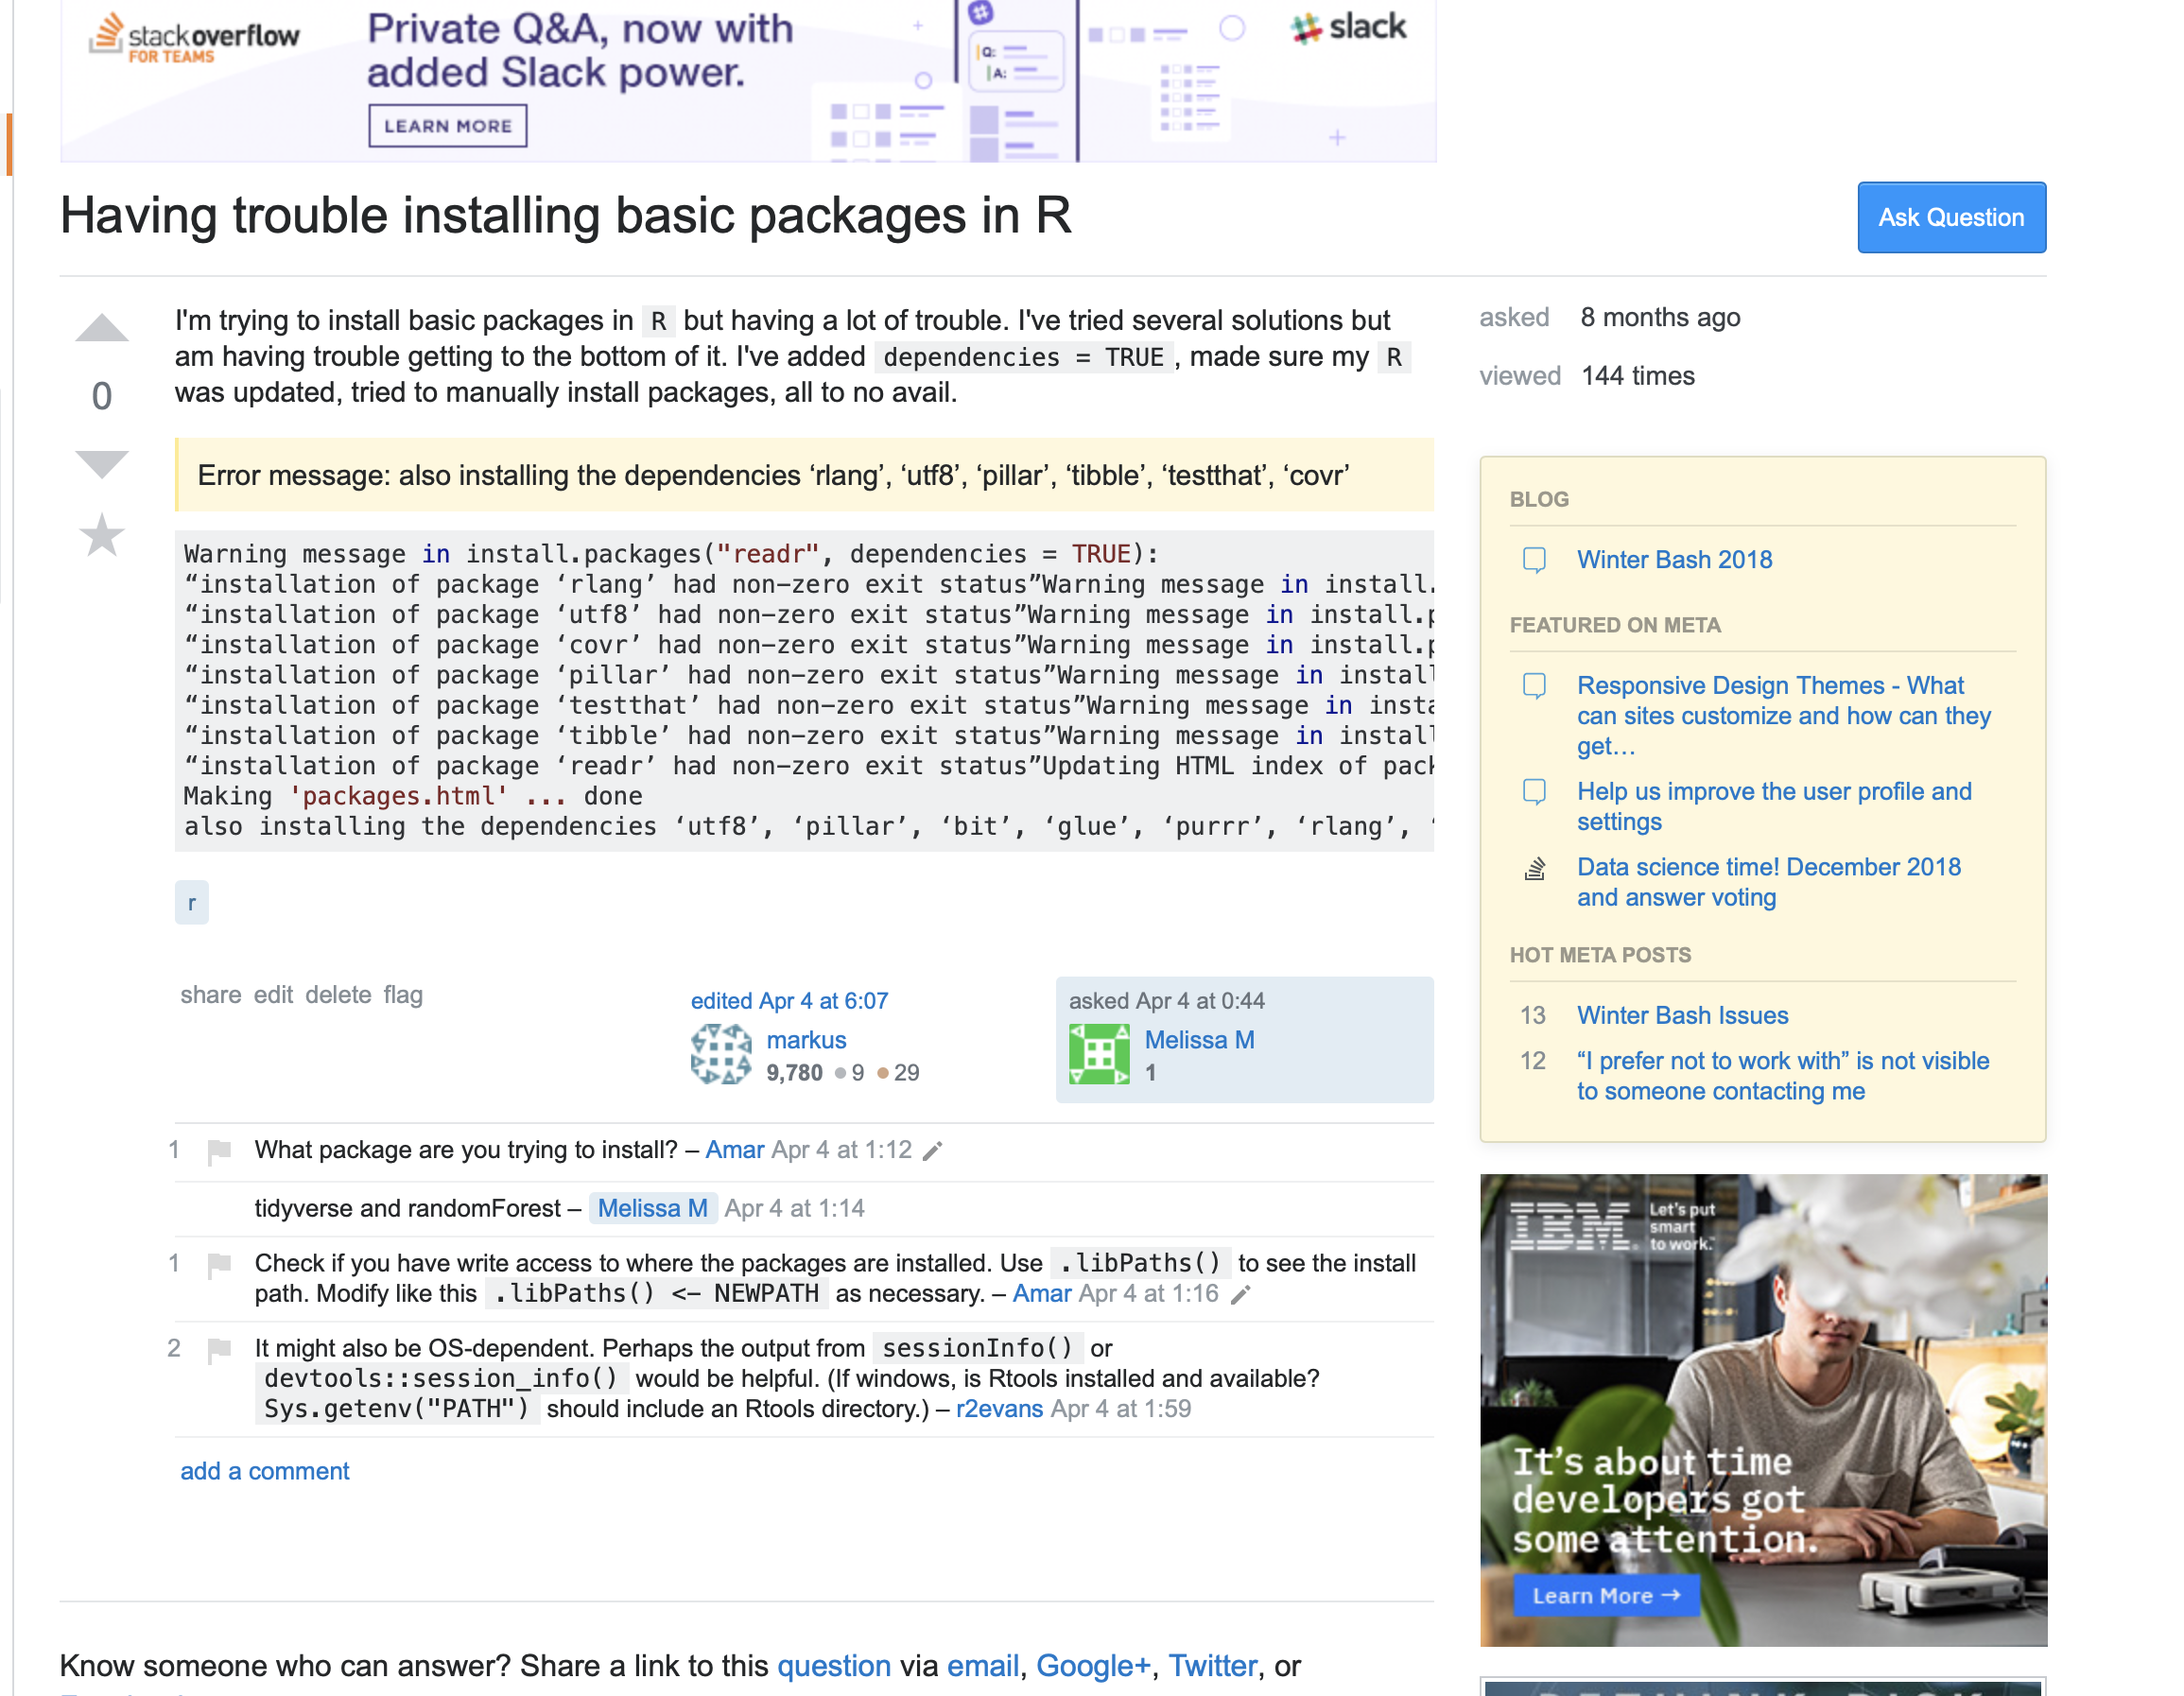 stackoverflow
FOR TEAMS
Private Q&A, now with
added Slack power.
LEARN MORE
Q:
A:
slack
Having trouble installing basic packages in R
Ask Question
I'm trying to install basic packages in R but having a lot of trouble. I've tried several solutions but
am having trouble getting to the bottom of it. I've added dependencies = TRUE , made sure my R
was updated, tried to manually install packages, all to no avail.
0
Error message: also installing the dependencies ‘rlang’, ‘utf8’, ‘pillar’, ‘tibble’, ‘testthat’, ‘covr’
Warning message in install.packages("readr", dependencies = TRUE):
“installation of package ‘rlang’ had non-zero exit status”Warning message in install.
“installation of package ‘utf8’ had non-zero exit status”Warning message in install.p
“installation of package ‘covr’ had non-zero exit status”Warning message in install.p
“installation of package ‘pillar’ had non-zero exit status”Warning message in install
“installation of package ‘testthat’ had non-zero exit status”Warning message in insta
“installation of package ‘tibble’ had non-zero exit status”Warning message in install
“installation of package ‘readr’ had non-zero exit status”Updating HTML index of pack
Making 'packages.html' ... done
also installing the dependencies ‘utf8’, ‘pillar’, ‘bit’, ‘glue’, ‘purrr’, ‘rlang’, ‘
r
share edit delete flag
edited Apr 4 at 6:07
markus
9,780 9 29
asked Apr 4 at 0:44
Melissa M
1
1 What package are you trying to install? – Amar Apr 4 at 1:12
tidyverse and randomForest – Melissa M Apr 4 at 1:14
1 Check if you have write access to where the packages are installed. Use .libPaths() to see the install
path. Modify like this .libPaths() <- NEWPATH as necessary. – Amar Apr 4 at 1:16
2 It might also be OS-dependent. Perhaps the output from sessionInfo() or
devtools::session_info() would be helpful. (If windows, is Rtools installed and available?
Sys.getenv("PATH") should include an Rtools directory.) – r2evans Apr 4 at 1:59
add a comment
Know someone who can answer? Share a link to this question via email, Google+, Twitter, or
asked 8 months ago
viewed 144 times
BLOG
Winter Bash 2018
FEATURED ON META
Responsive Design Themes - What
can sites customize and how can they
get…
Help us improve the user profile and
settings
Data science time! December 2018
and answer voting
HOT META POSTS
13 Winter Bash Issues
12 “I prefer not to work with” is not visible
to someone contacting me
IBM.
Let's put
smart
to work.™
It's about time
developers got
some attention.
Learn More →